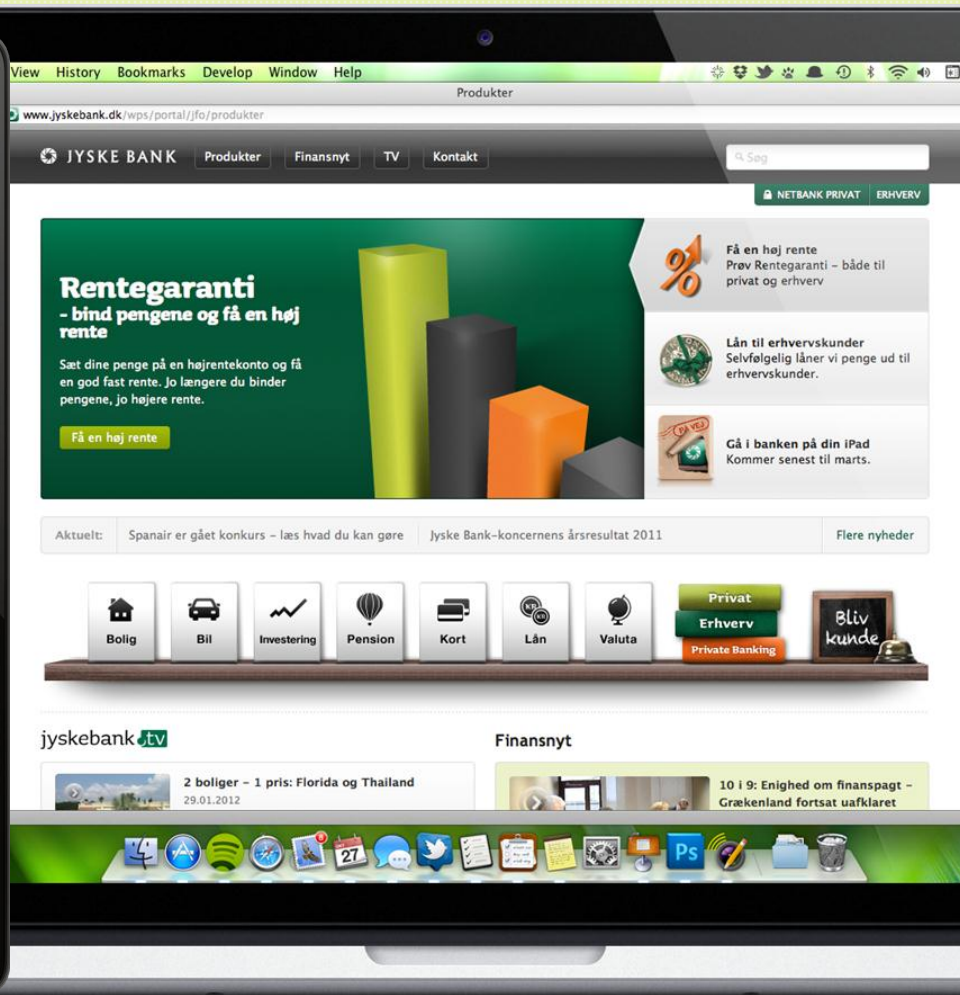 View History Bookmarks Develop Window Help
Produkter
www.jyskebank.dk/wps/portal/jfo/produkter
JYSKE BANK Produkter Finansnyt TV Kontakt Søg
NETBANK PRIVAT ERHVERV
Rentegaranti
- bind pengene og få en høj
rente
Sæt dine penge på en højrentekonto og få
en god fast rente. Jo længere du binder
pengene, jo højere rente.
Få en høj rente
%
Få en høj rente
Prøv Rentegaranti – både til
privat og erhverv
Lån til erhvervskunder
Selvfølgelig låner vi penge ud til
erhvervskunder.
PÅ VEJ
Gå i banken på din iPad
Kommer senest til marts.
Aktuelt: Spanair er gået konkurs – læs hvad du kan gøre Jyske Bank-koncernens årsresultat 2011 Flere nyheder
Bolig Bil Investering Pension Kort Lån Valuta
KR
KR
Privat
Erhverv
Private Banking
Bliv
kunde
jyskebank.tv
2 boliger – 1 pris: Florida og Thailand
29.01.2012
Finansnyt
10 i 9: Enighed om finanspagt –
Grækenland fortsat uafklaret
27
Ps